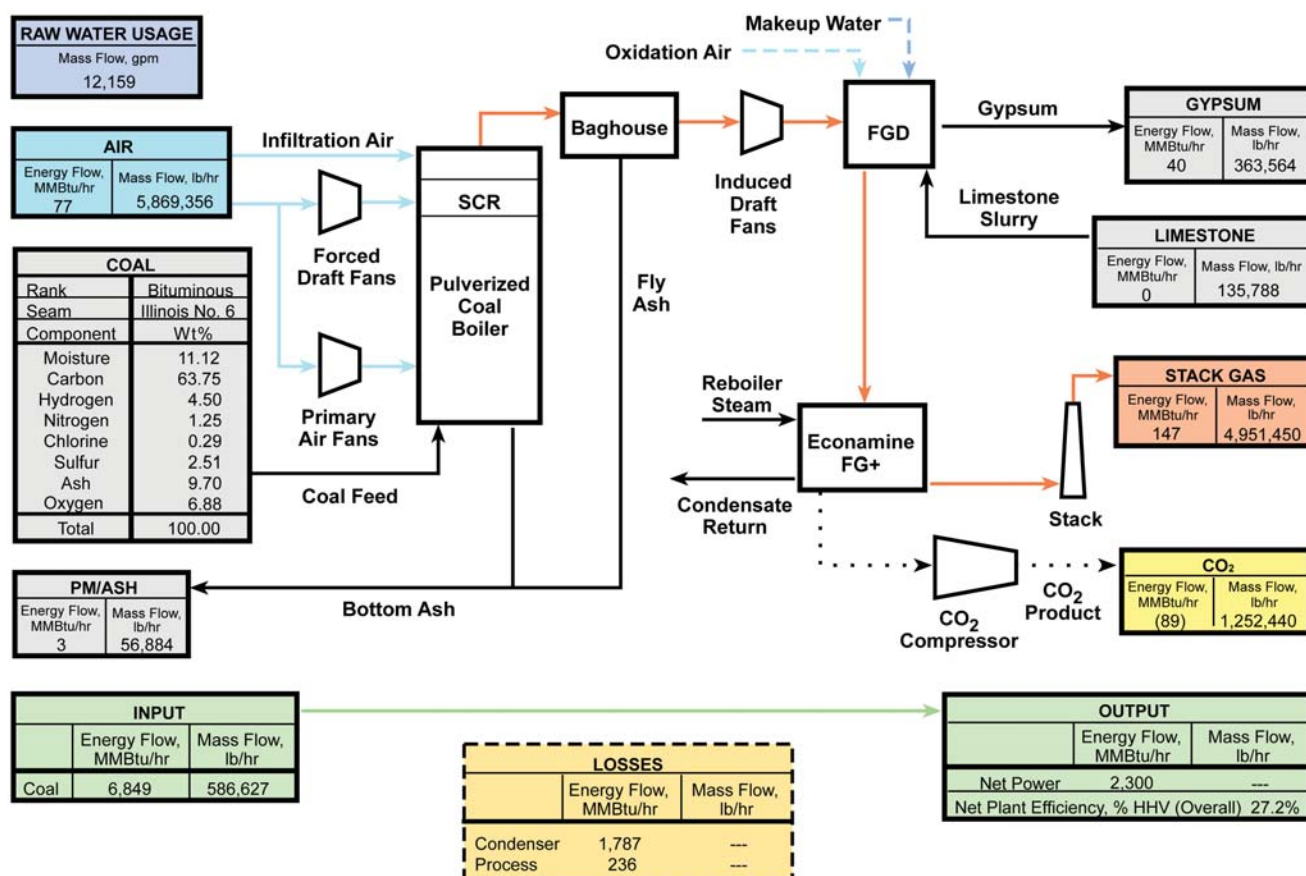 RAW WATER USAGE
Mass Flow, gpm
12,159
Makeup Water
Oxidation Air
AIR
Energy Flow,
MMBtu/hr
77
Mass Flow, lb/hr
5,869,356
Infiltration Air
Forced
Draft Fans
Primary
Air Fans
SCR
Pulverized
Coal
Boiler
Baghouse
Induced
Draft
Fans
FGD
Gypsum
GYPSUM
Energy Flow,
MMBtu/hr
40
Mass Flow,
lb/hr
363,564
Limestone
Slurry
LIMESTONE
Energy Flow,
MMBtu/hr
0
Mass Flow, lb/hr
135,788
COAL
Rank Bituminous
Seam Illinois No. 6
Component Wt%
Moisture 11.12
Carbon 63.75
Hydrogen 4.50
Nitrogen 1.25
Chlorine 0.29
Sulfur 2.51
Ash 9.70
Oxygen 6.88
Total 100.00
Coal Feed
Fly
Ash
Reboiler
Steam
Econamine
FG+
Condensate
Return
Stack
STACK GAS
Energy Flow,
MMBtu/hr
147
Mass Flow,
lb/hr
4,951,450
CO2
Compressor
CO2
Product
CO2
Energy Flow,
MMBtu/hr
(89)
Mass Flow,
lb/hr
1,252,440
PM/ASH
Energy Flow,
MMBtu/hr
3
Mass Flow,
lb/hr
56,884
Bottom Ash
INPUT
Energy Flow,
MMBtu/hr
Mass Flow,
lb/hr
Coal 6,849 586,627
LOSSES
Energy Flow,
MMBtu/hr
Mass Flow,
lb/hr
Condenser 1,787 ---
Process 236 ---
OUTPUT
Energy Flow,
MMBtu/hr
Mass Flow,
lb/hr
Net Power 2,300 ---
Net Plant Efficiency, % HHV (Overall) 27.2%